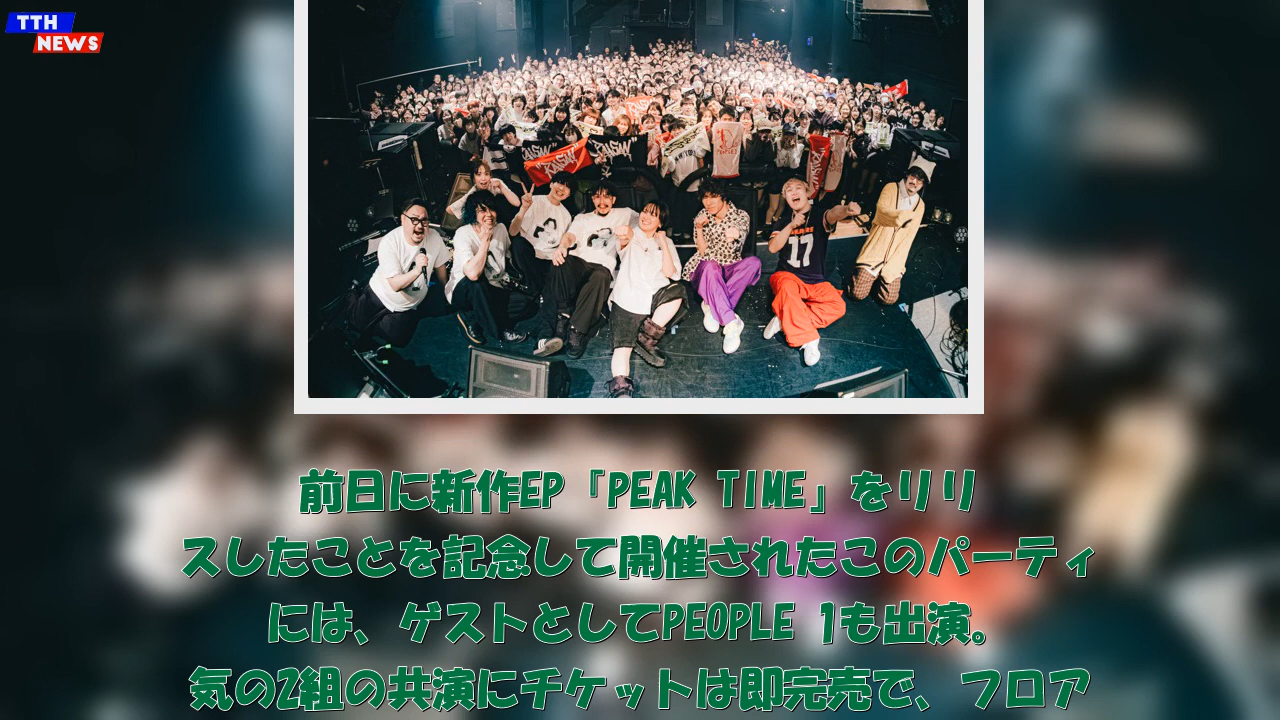 TTH
NEWS
17
前日に新作EP『PEAK TIME』をリリ
スしたことを記念して開催されたこのパーティ
には、ゲストとしてPEOPLE 1も出演。
気の2組の共演にチケットは即完売で、フロア